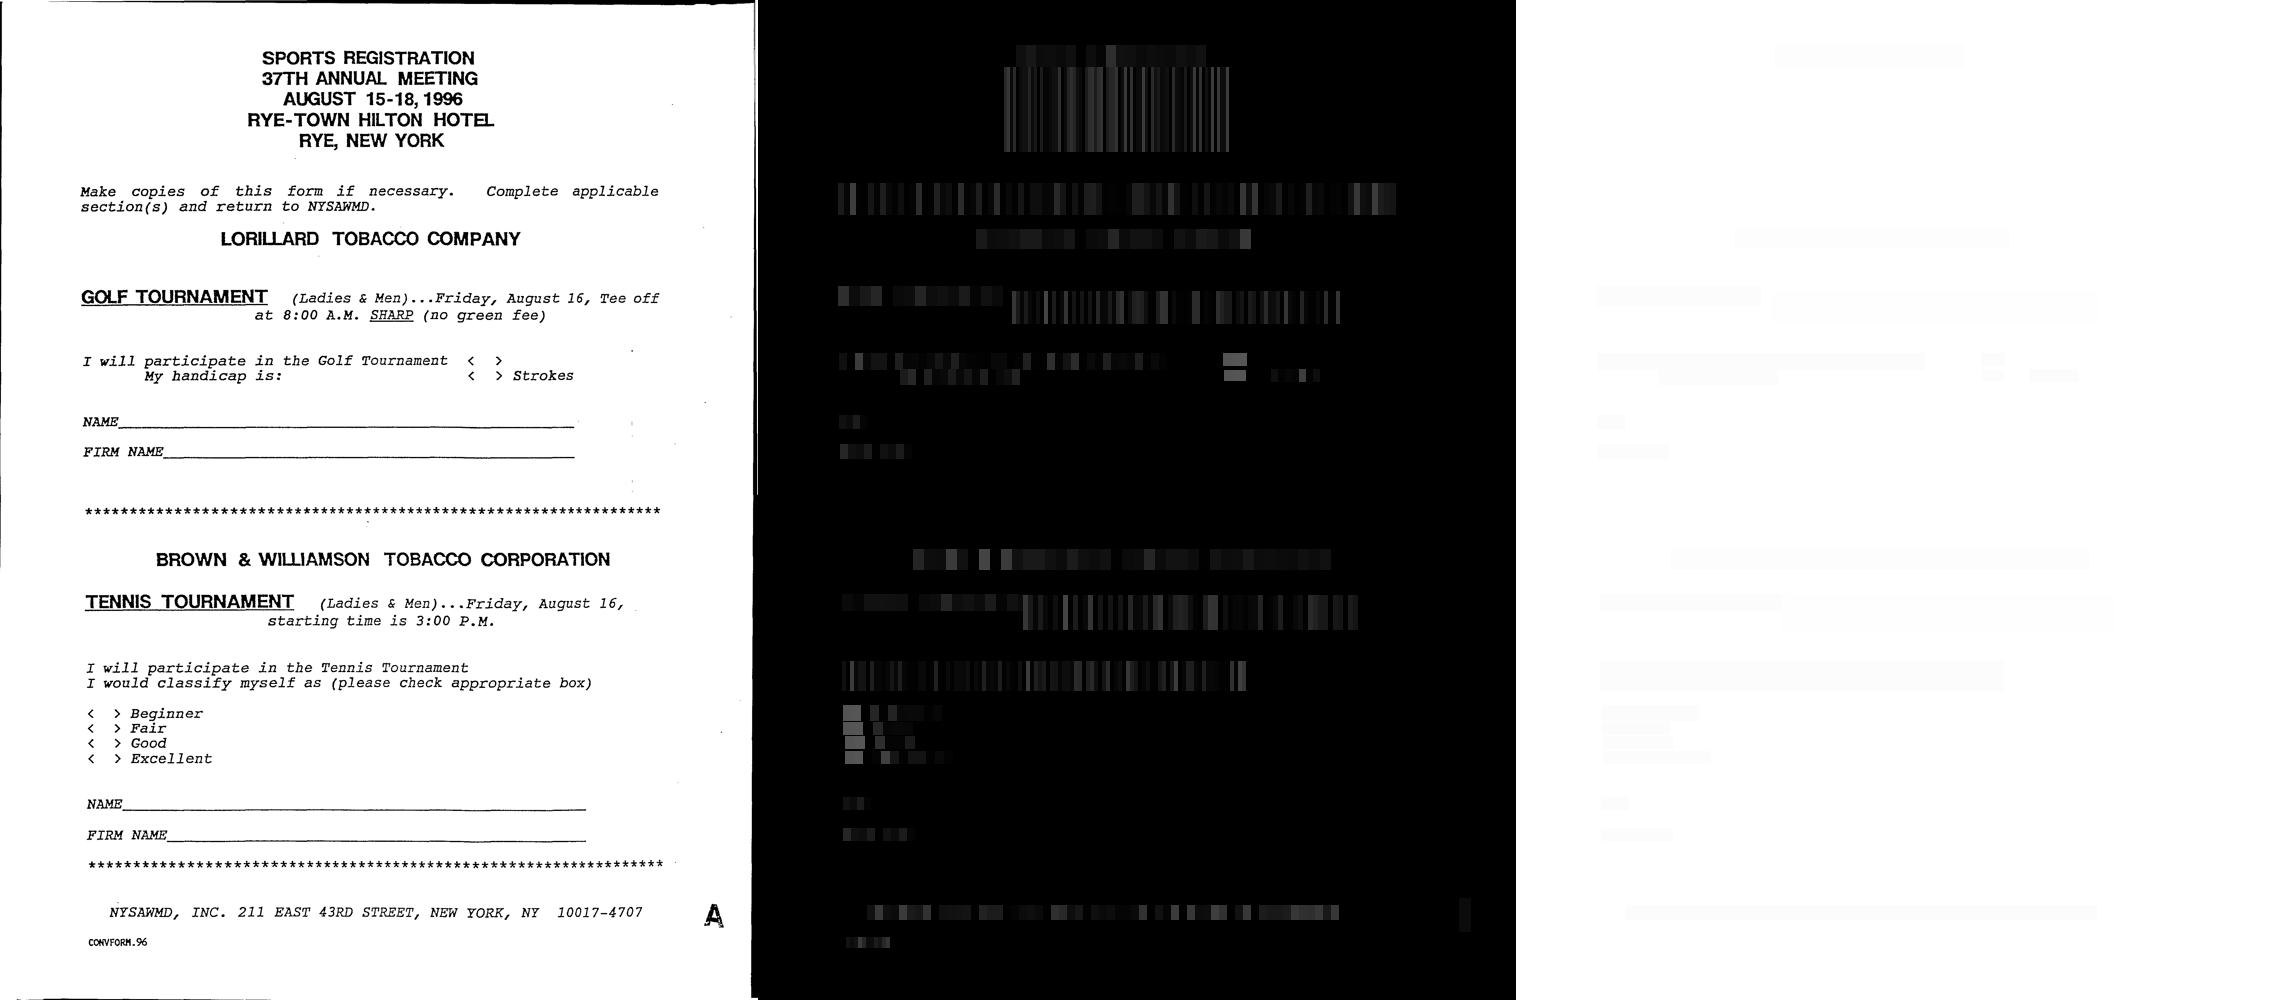 SPORTS REGISTRATION
37TH ANNUAL MEETING
AUGUST 15-18, 1996
RYE-TOWN HILTON HOTEL
RYE, NEW YORK
Make copies of this form if necessary. Complete applicable
section(s) and return to NYSAWMD.
LORILLARD TOBACCO COMPANY
GOLF TOURNAMENT (Ladies & Men)...Friday, August 16, Tee off
at 8:00 A.M. SHARP (no green fee)
I will participate in the Golf Tournament < >
My handicap is: < > Strokes
NAME
FIRM NAME
*****************************************************************
BROWN & WILLIAMSON TOBACCO CORPORATION
TENNIS TOURNAMENT (Ladies & Men)...Friday, August 16,
starting time is 3:00 P.M.
I will participate in the Tennis Tournament
I would classify myself as (please check appropriate box)
< > Beginner
< > Fair
< > Good
< > Excellent
NAME
FIRM NAME
*****************************************************************
NYSAWMD, INC. 211 EAST 43RD STREET, NEW YORK, NY 10017-4707
A
CONVFORM.96